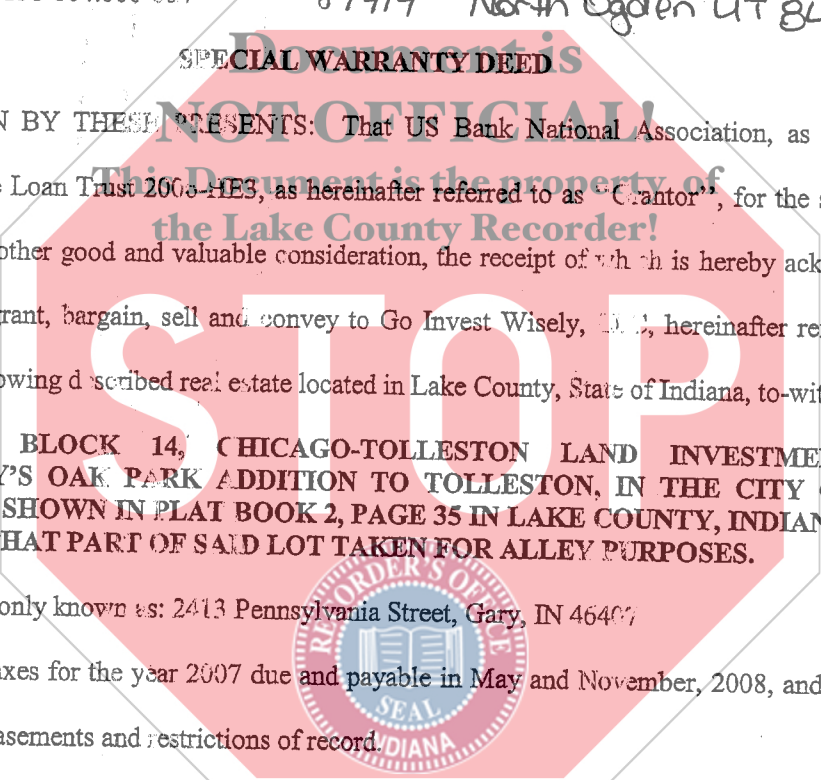 North Ogden UT 84
SPECIAL WARRANTY DEED
Document is
N BY THESE PRESENTS: That US Bank National Association, as
NOT OFFICIAL!
This Document is the property of
Loan Trust 2006-HE3, as hereinafter referred to as "Grantor", for the s
the Lake County Recorder!
other good and valuable consideration, the receipt of which is hereby ack
rant, bargain, sell and convey to Go Invest Wisely, hereinafter re
owing described real estate located in Lake County, State of Indiana, to-wit
STOP
BLOCK 14, CHICAGO-TOLLESTON LAND INVESTME
Y'S OAK PARK ADDITION TO TOLLESTON, IN THE CITY
SHOWN IN PLAT BOOK 2, PAGE 35 IN LAKE COUNTY, INDIAN
HAT PART OF SAID LOT TAKEN FOR ALLEY PURPOSES.
RECORDER'S OFFICE
only known as: 2413 Pennsylvania Street, Gary, IN 46407
axes for the year 2007 due and payable in May and November, 2008, and
SEAL
INDIANA
asements and restrictions of record.